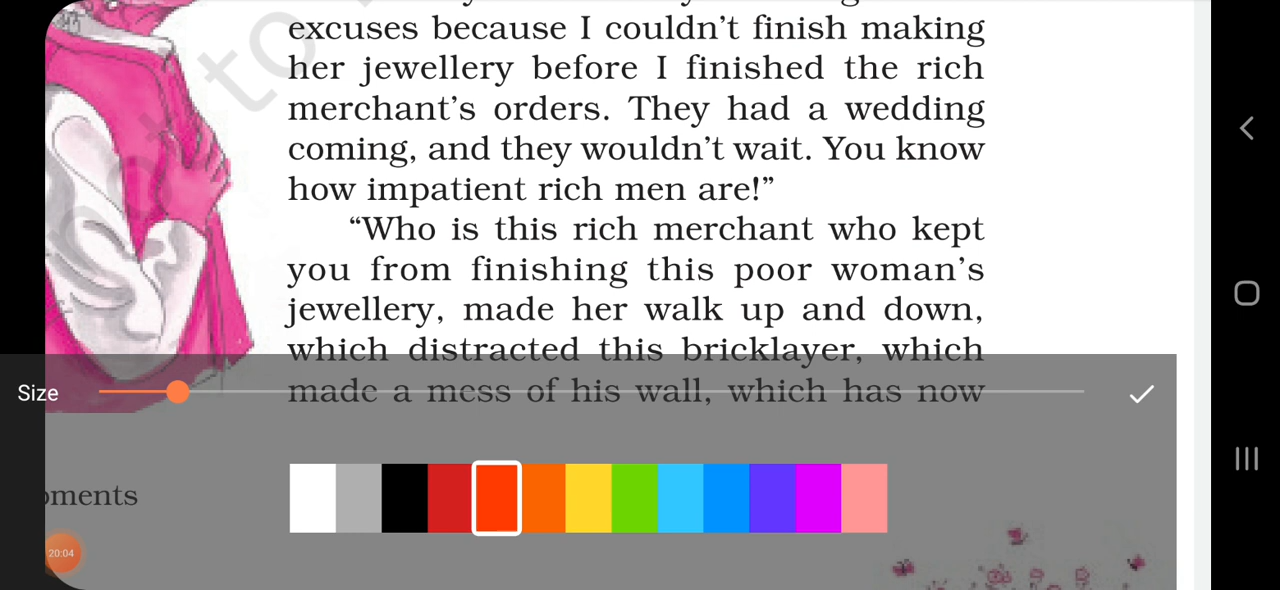 excuses because I couldn't finish making
her jewellery before I finished the rich
merchant's orders. They had a wedding
coming, and they wouldn't wait. You know
how impatient rich men are!”
“Who is this rich merchant who kept
you from finishing this poor woman's
jewellery, made her walk up and down,
which distracted this bricklayer, which
made a mess of his wall, which has now
Size
oments
20:04